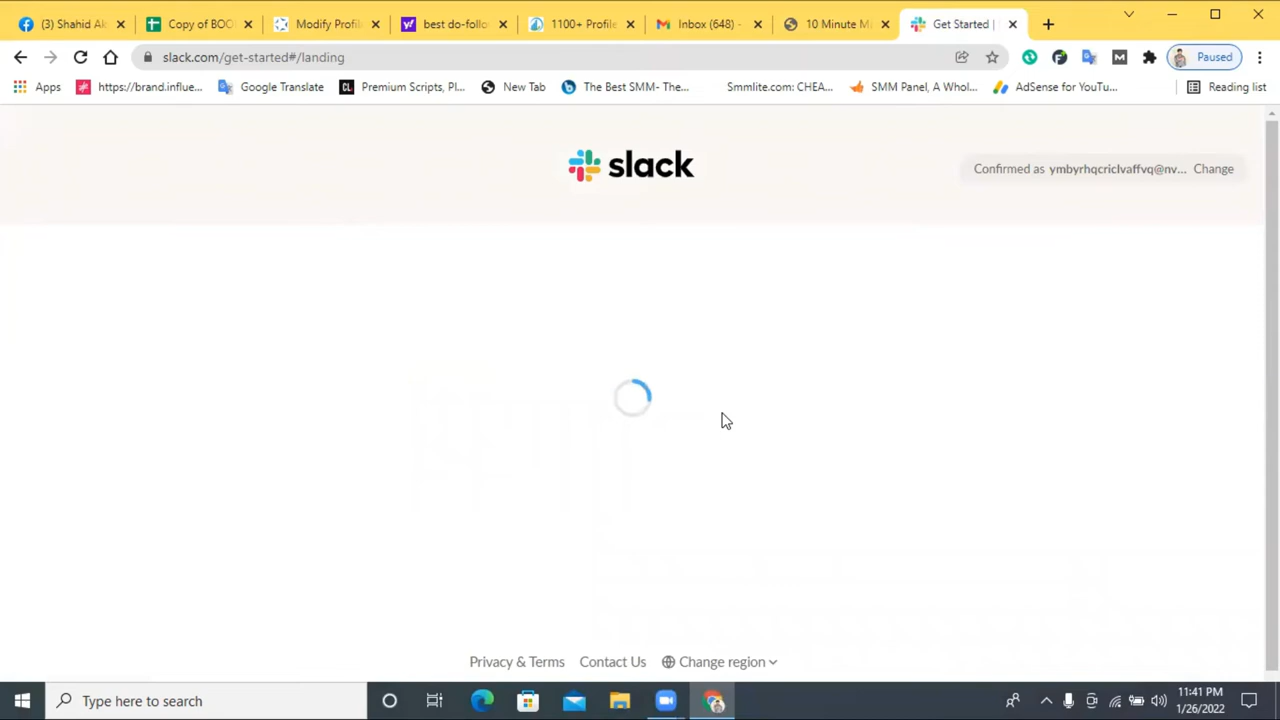 (3) Shahid Ak
Copy of BOO
Modify Profil
best do-follo
1100+ Profile
Inbox (648) -
10 Minute M
Get Started |
slack.com/get-started#/landing
Paused
Apps
https://brand.influe...
Google Translate
CL
Premium Scripts, Pl...
New Tab
The Best SMM- The...
Smmlite.com: CHEA...
SMM Panel, A Whol...
AdSense for YouTu...
Reading list
slack
Confirmed as ymbyrhqcriclvaffvq@nv... Change
Privacy & Terms
Contact Us
Change region
Type here to search
11:41 PM
1/26/2022